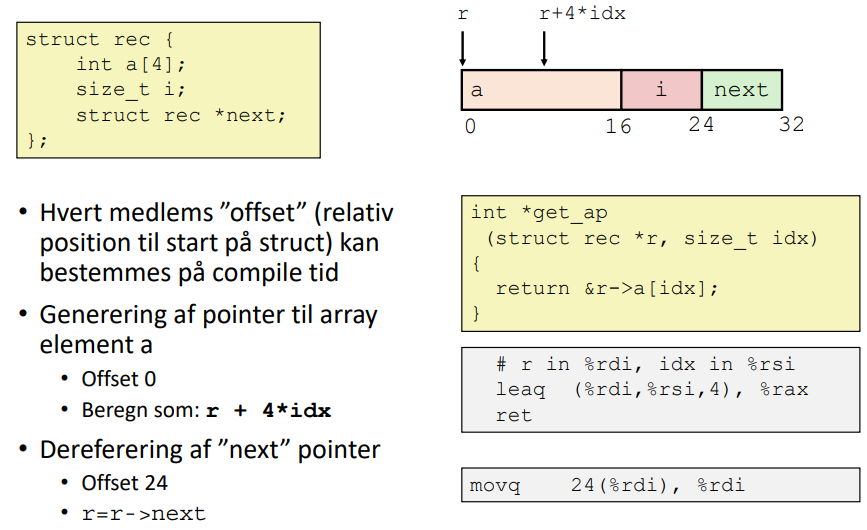 struct rec {
    int a[4];
    size_t i;
    struct rec *next;
};
r
r+4*idx
a
i
next
0
16
24
32
• Hvert medlems ”offset” (relativ
position til start på struct) kan
bestemmes på compile tid
• Generering af pointer til array
element a
• Offset 0
• Beregn som: r + 4*idx
• Dereferering af ”next” pointer
• Offset 24
• r=r->next
int *get_ap
 (struct rec *r, size_t idx)
{
  return &r->a[idx];
}
# r in %rdi, idx in %rsi
leaq  (%rdi,%rsi,4), %rax
ret
movq    24(%rdi), %rdi